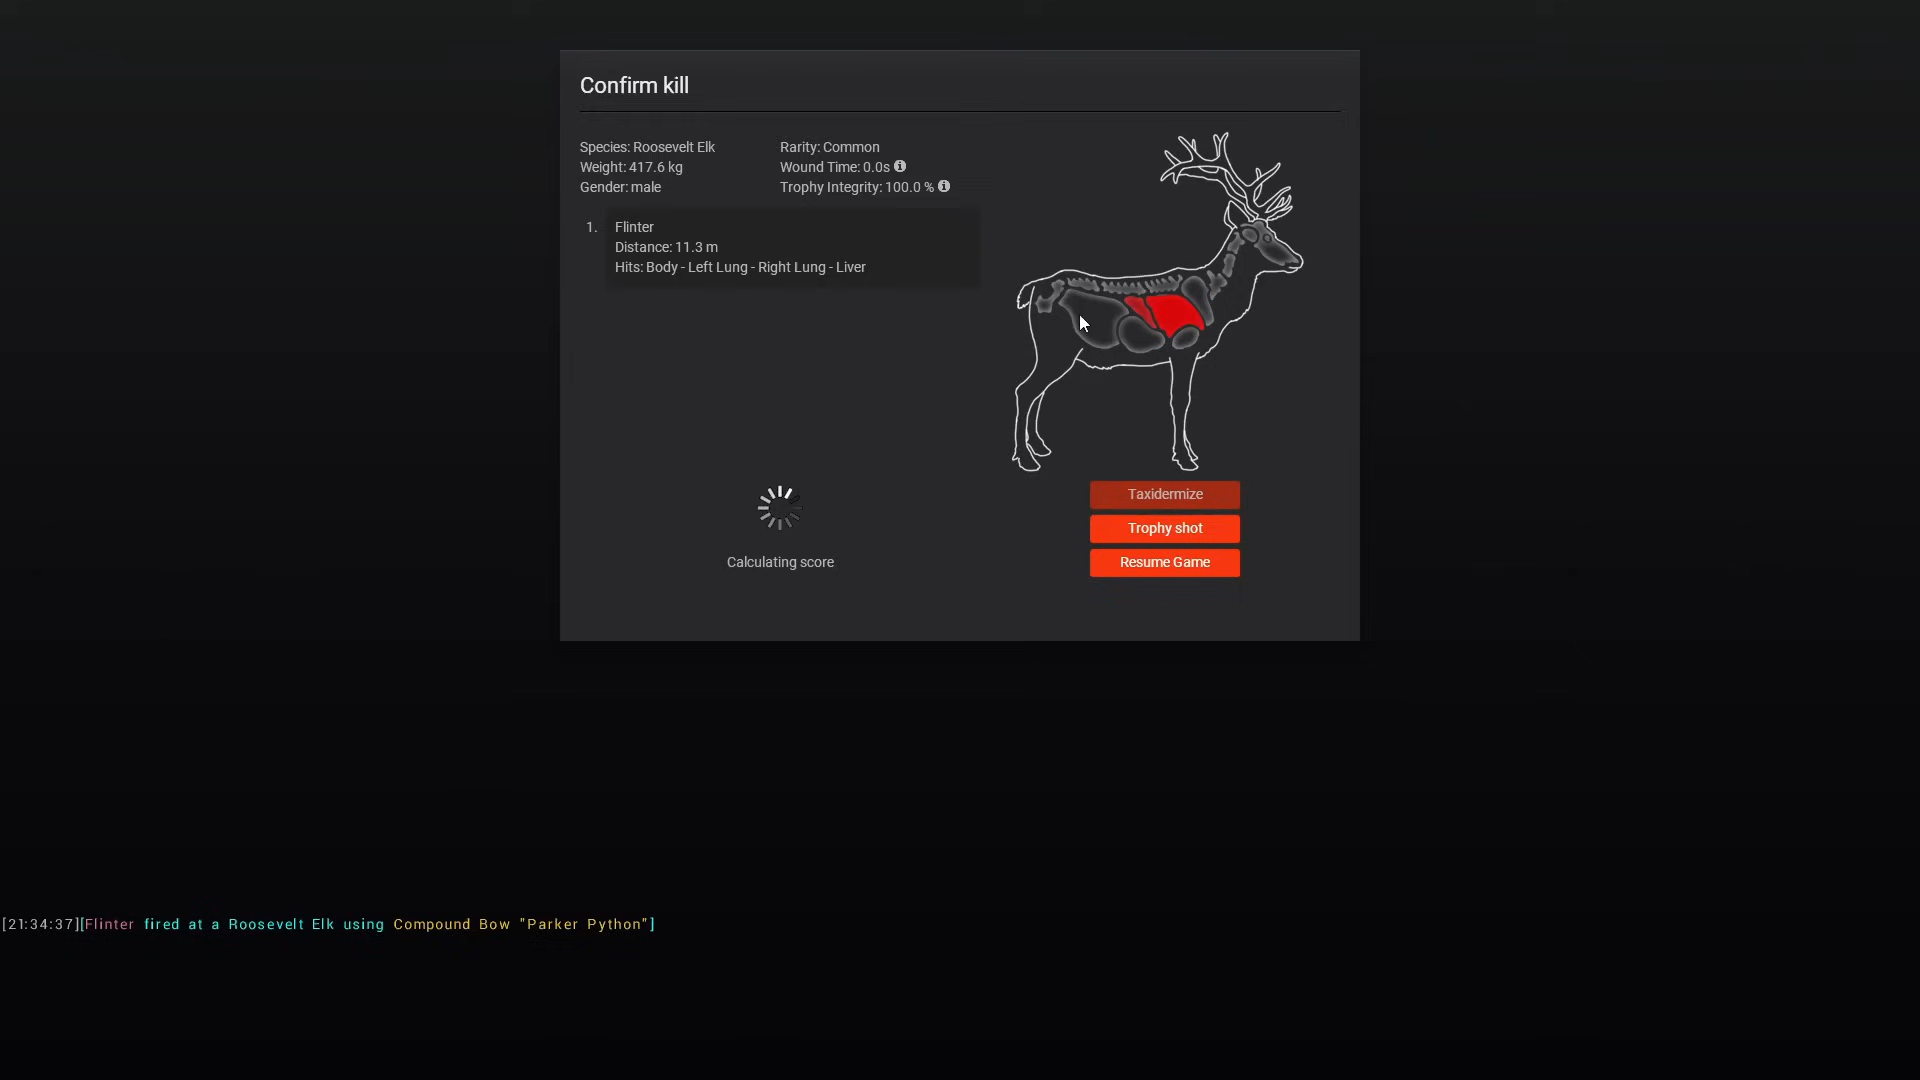 Confirm kill
Species: Roosevelt Elk
Weight: 417.6 kg
Gender: male
Rarity: Common
Wound Time: 0.0s
Trophy Integrity: 100.0 %
1. Flinter
Distance: 11.3 m
Hits: Body - Left Lung - Right Lung - Liver
Calculating score
Taxidermize
Trophy shot
Resume Game
[21:34:37][Flinter fired at a Roosevelt Elk using Compound Bow "Parker Python"]